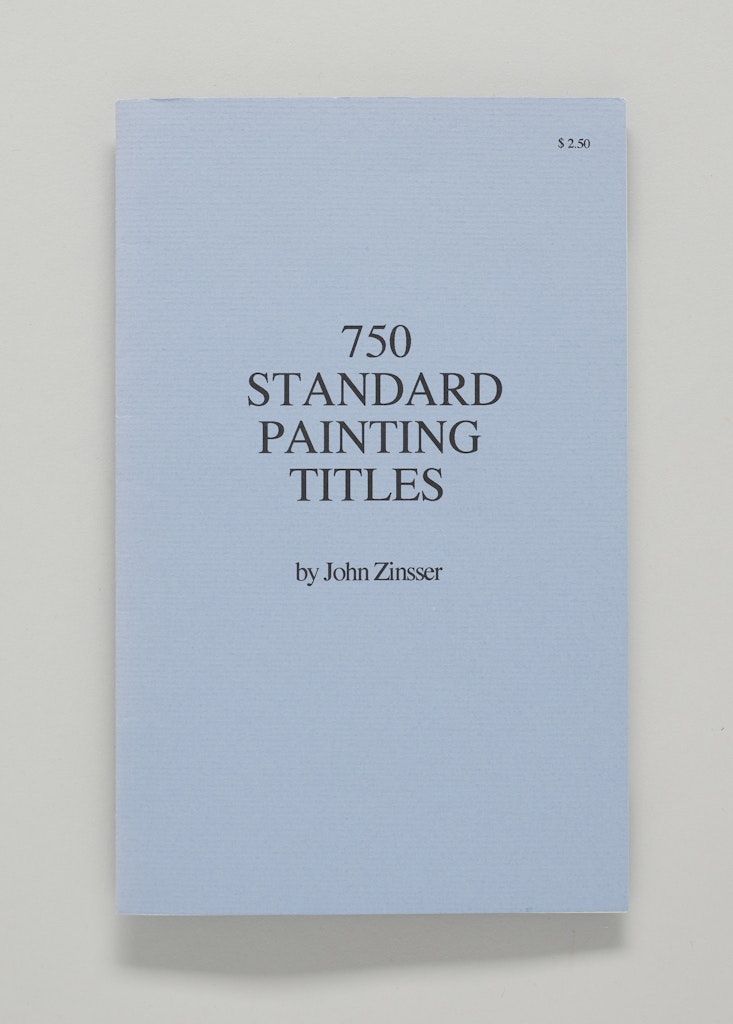 $ 2.50
750
STANDARD
PAINTING
TITLES
by John Zinsser